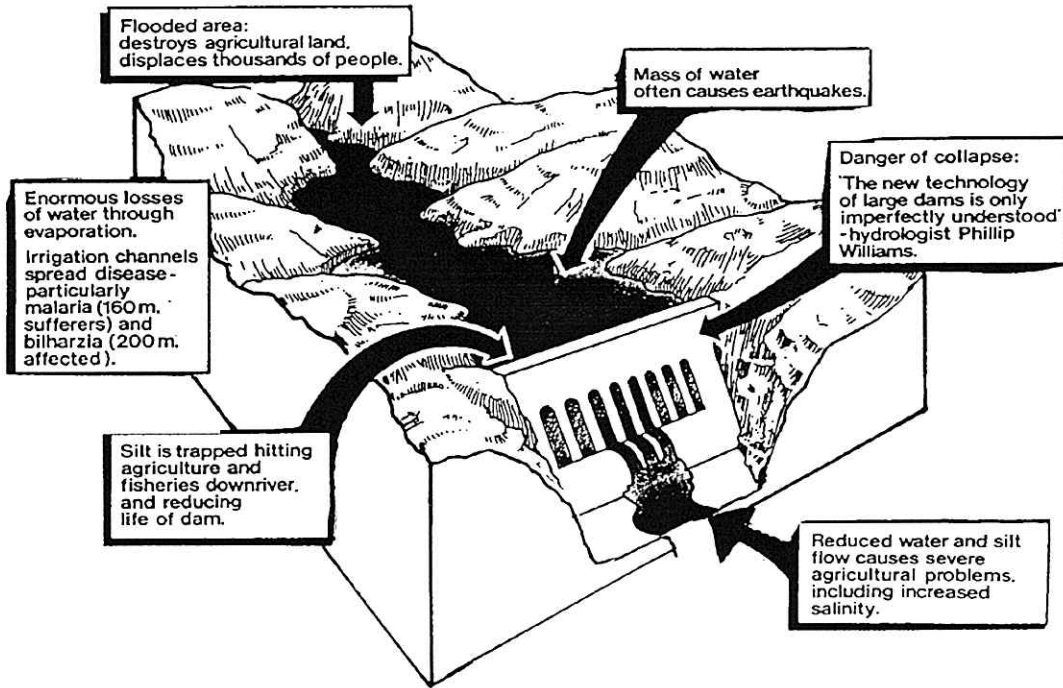 Flooded area:
destroys agricultural land,
displaces thousands of people.
Mass of water
often causes earthquakes.
Danger of collapse:
'The new technology
of large dams is only
imperfectly understood'
-hydrologist Phillip
Williams.
Enormous losses
of water through
evaporation.
Irrigation channels
spread disease-
particularly
malaria (160m.
sufferers) and
bilharzia (200m.
affected).
Silt is trapped hitting
agriculture and
fisheries downriver,
and reducing
life of dam.
Reduced water and silt
flow causes severe
agricultural problems,
including increased
salinity.